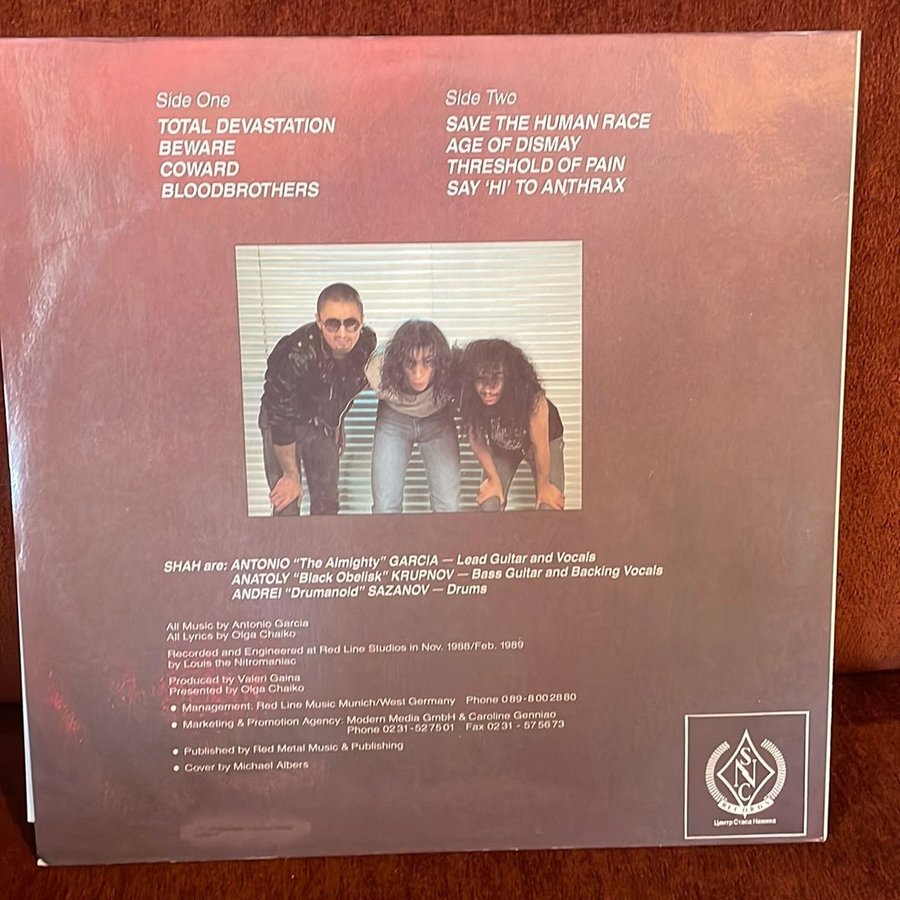 Side One
TOTAL DEVASTATION
BEWARE
COWARD
BLOODBROTHERS
Side Two
SAVE THE HUMAN RACE
AGE OF DISMAY
THRESHOLD OF PAIN
SAY 'HI' TO ANTHRAX
SHAH are: ANTONIO "The Almighty" GARCIA — Lead Guitar and Vocals
ANATOLY "Black Obelisk" KRUPNOV — Bass Guitar and Backing Vocals
ANDREI "Drumanoid" SAZANOV — Drums
All Music by Antonio Garcia
All Lyrics by Olga Chaiko
Recorded and Engineered at Red Line Studios in Nov. 1988/Feb. 1989
by Louis the Nitromaniac
Produced by Valeri Gaina
Presented by Olga Chaiko
● Management: Red Line Music Munich/West Germany Phone 089-8002880
● Marketing & Promotion Agency: Modern Media GmbH & Caroline Genniao
Phone 0231-527501 Fax 0231-575673
● Published by Red Metal Music & Publishing
● Cover by Michael Albers
SNC
RECORDS
Центр Стаса Намина